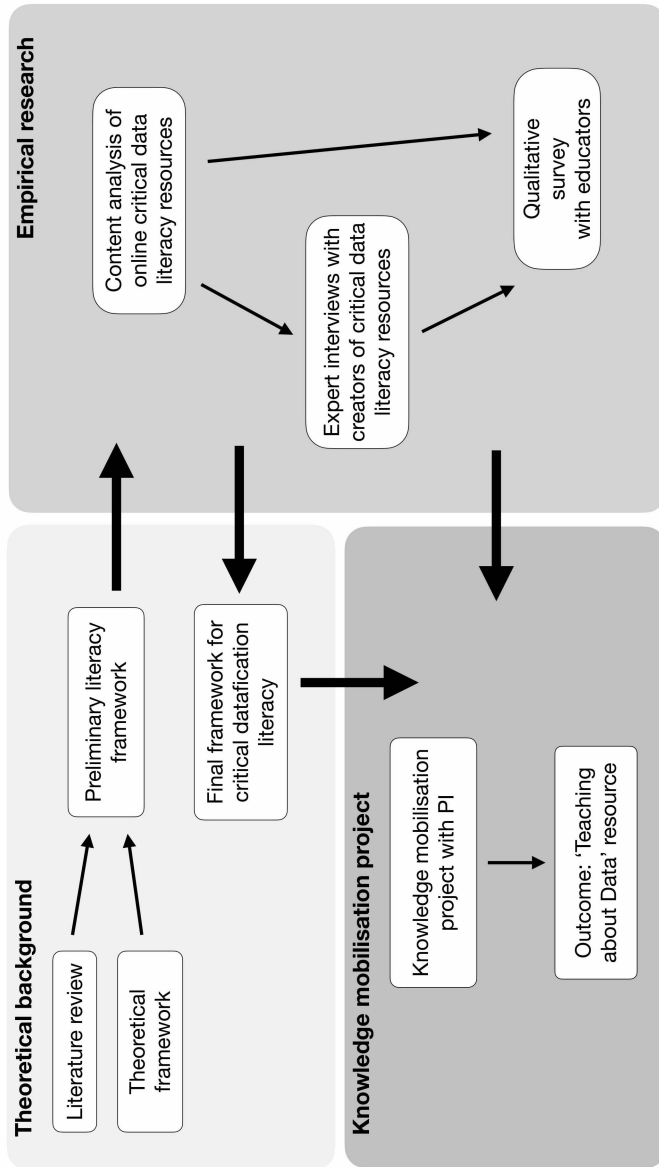 Theoretical background
Literature review
Theoretical
framework
Preliminary literacy
framework
Final framework for
critical datafication
literacy
Empirical research
Content analysis of
online critical data
literacy resources
Expert interviews with
creators of critical data
literacy resources
Qualitative
survey
with educators
Knowledge mobilisation project
Knowledge mobilisation
project with PI
Outcome: ‘Teaching
about Data’ resource